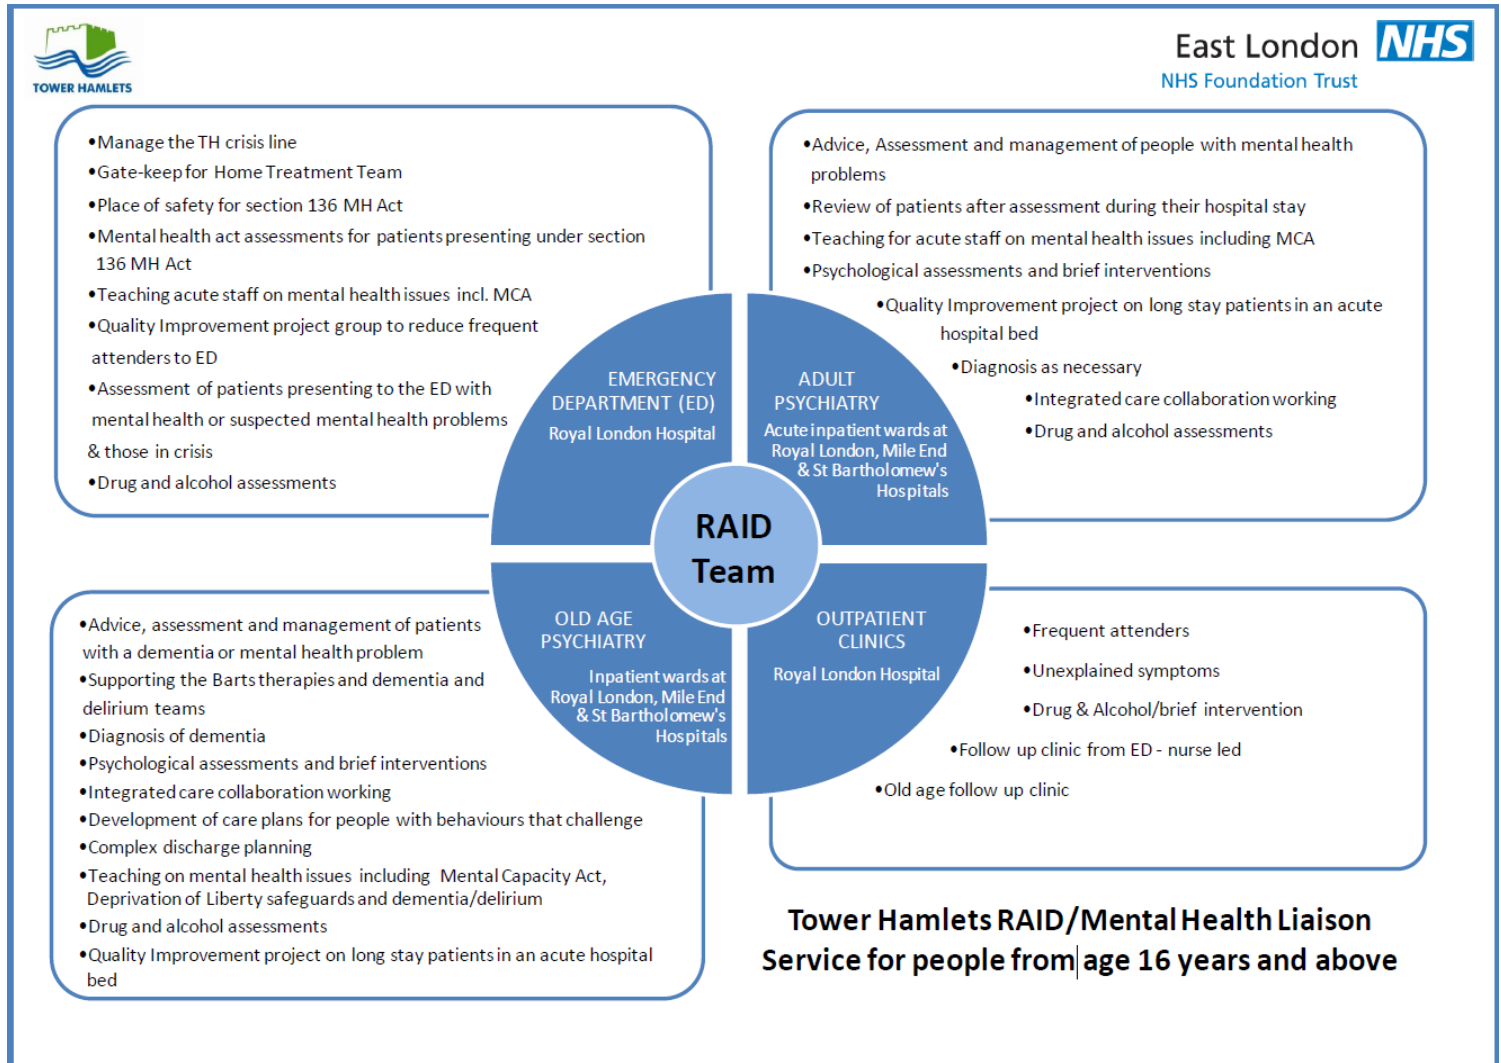 TOWER HAMLETS
East London NHS
NHS Foundation Trust
•Manage the TH crisis line
•Gate-keep for Home Treatment Team
•Place of safety for section 136 MH Act
•Mental health act assessments for patients presenting under section
136 MH Act
•Teaching acute staff on mental health issues incl. MCA
•Quality Improvement project group to reduce frequent
attenders to ED
•Assessment of patients presenting to the ED with
mental health or suspected mental health problems
& those in crisis
•Drug and alcohol assessments
•Advice, Assessment and management of people with mental health
problems
•Review of patients after assessment during their hospital stay
•Teaching for acute staff on mental health issues including MCA
•Psychological assessments and brief interventions
•Quality Improvement project on long stay patients in an acute
hospital bed
•Diagnosis as necessary
•Integrated care collaboration working
•Drug and alcohol assessments
EMERGENCY
DEPARTMENT (ED)
Royal London Hospital
ADULT
PSYCHIATRY
Acute inpatient wards at
Royal London, Mile End
& St Bartholomew's
Hospitals
RAID
Team
OLD AGE
PSYCHIATRY
Inpatient wards at
Royal London, Mile End
& St Bartholomew's
Hospitals
OUTPATIENT
CLINICS
Royal London Hospital
•Advice, assessment and management of patients
with a dementia or mental health problem
•Supporting the Barts therapies and dementia and
delirium teams
•Diagnosis of dementia
•Psychological assessments and brief interventions
•Integrated care collaboration working
•Development of care plans for people with behaviours that challenge
•Complex discharge planning
•Teaching on mental health issues including Mental Capacity Act,
Deprivation of Liberty safeguards and dementia/delirium
•Drug and alcohol assessments
•Quality Improvement project on long stay patients in an acute hospital
bed
•Frequent attenders
•Unexplained symptoms
•Drug & Alcohol/brief intervention
•Follow up clinic from ED - nurse led
•Old age follow up clinic
Tower Hamlets RAID/Mental Health Liaison
Service for people from age 16 years and above